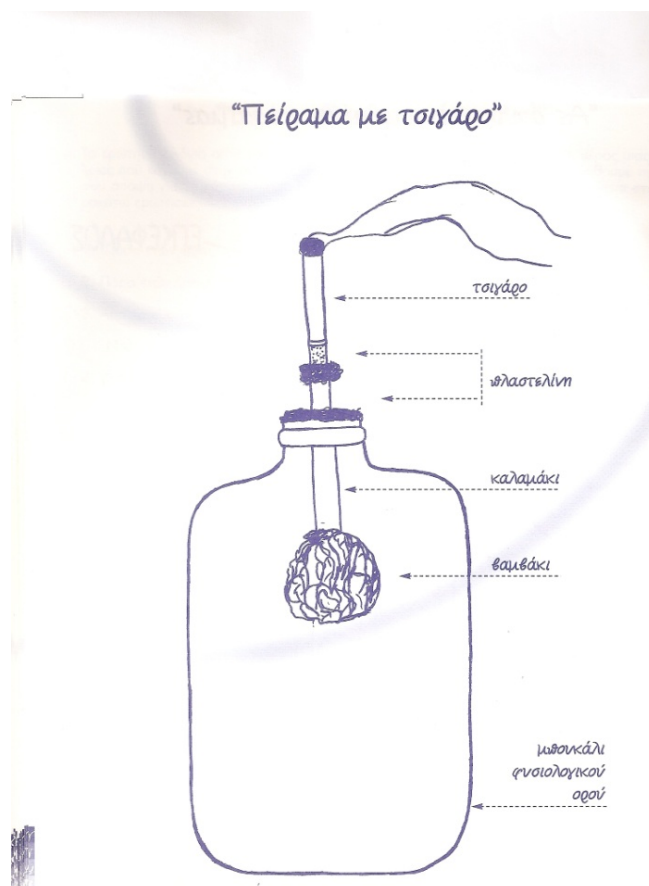 "Πείραμα με τσιγάρο"
τσιγάρο
πλαστελίνη
καλαμάκι
βαμβάκι
μπουκάλι
φυσιολογικού
ορού